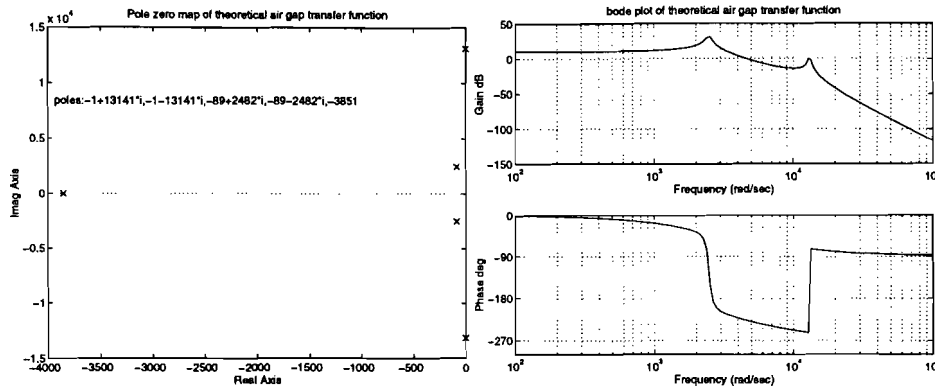 Pole zero map of theoretical air gap transfer function
x 10^4
1.5
1
0.5
0
-0.5
-1
-1.5
Imag Axis
poles:-1+13141*i,-1-13141*i,-89+2482*i,-89-2482*i,-3851
-4000 -3500 -3000 -2500 -2000 -1500 -1000 -500 0
Real Axis
bode plot of theoretical air gap transfer function
Gain dB
50
0
-50
-100
-150
10^2 10^3 10^4 10
Frequency (rad/sec)
Phase deg
0
-90
-180
-270
10^2 10^3 10^4 10
Frequency (rad/sec)